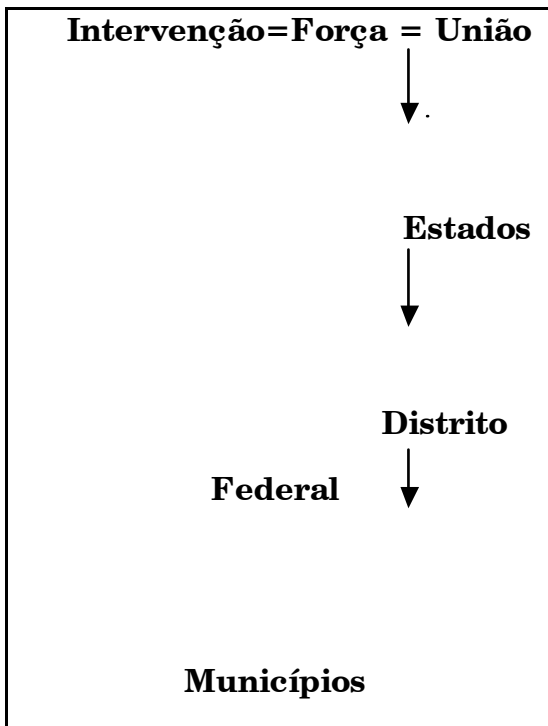 Intervenção=Força = União
.
Estados
Distrito
Federal
Municípios